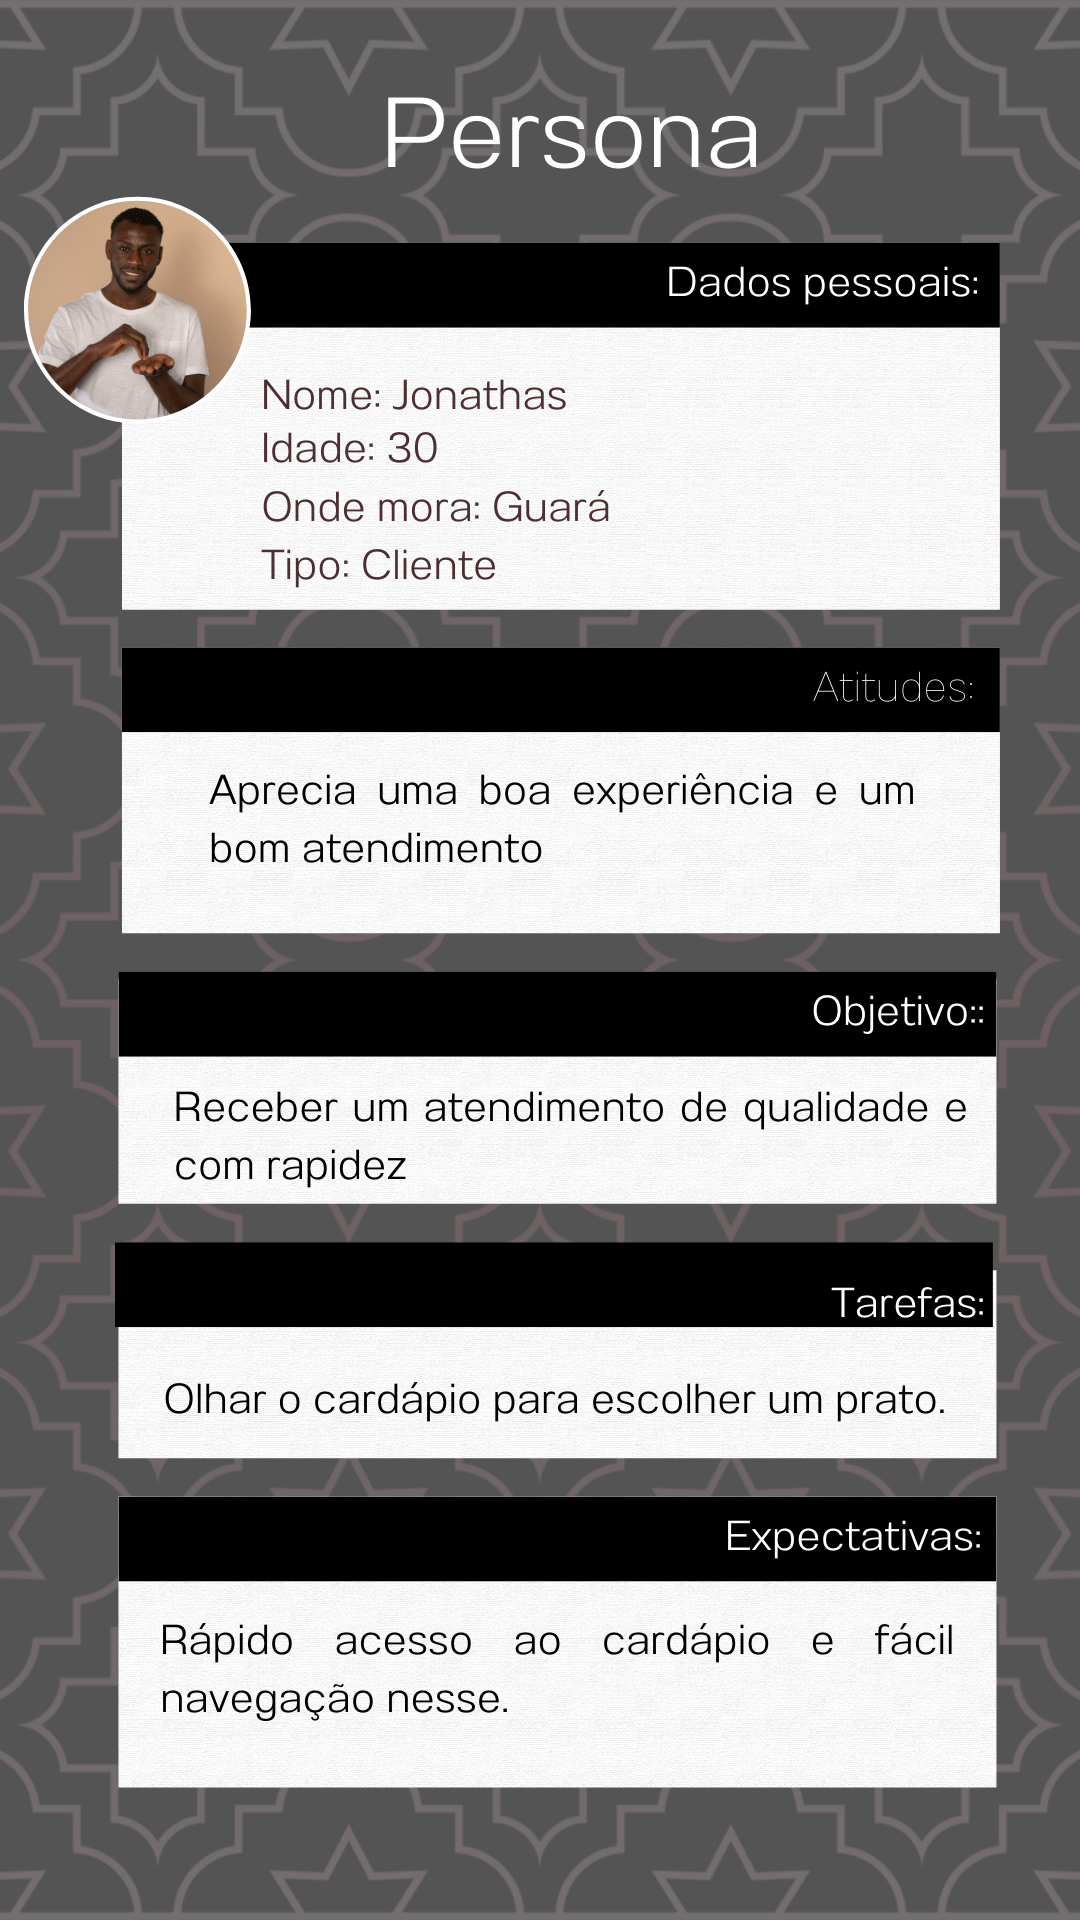 Persona
Dados pessoais:
Nome: Jonathas
Idade: 30
Onde mora: Guará
Tipo: Cliente
Atitudes:
Aprecia uma boa experiência e um
bom atendimento
Objetivo::
Receber um atendimento de qualidade e
com rapidez
Tarefas:
Olhar o cardápio para escolher um prato.
Expectativas:
Rápido acesso ao cardápio e fácil
navegação nesse.